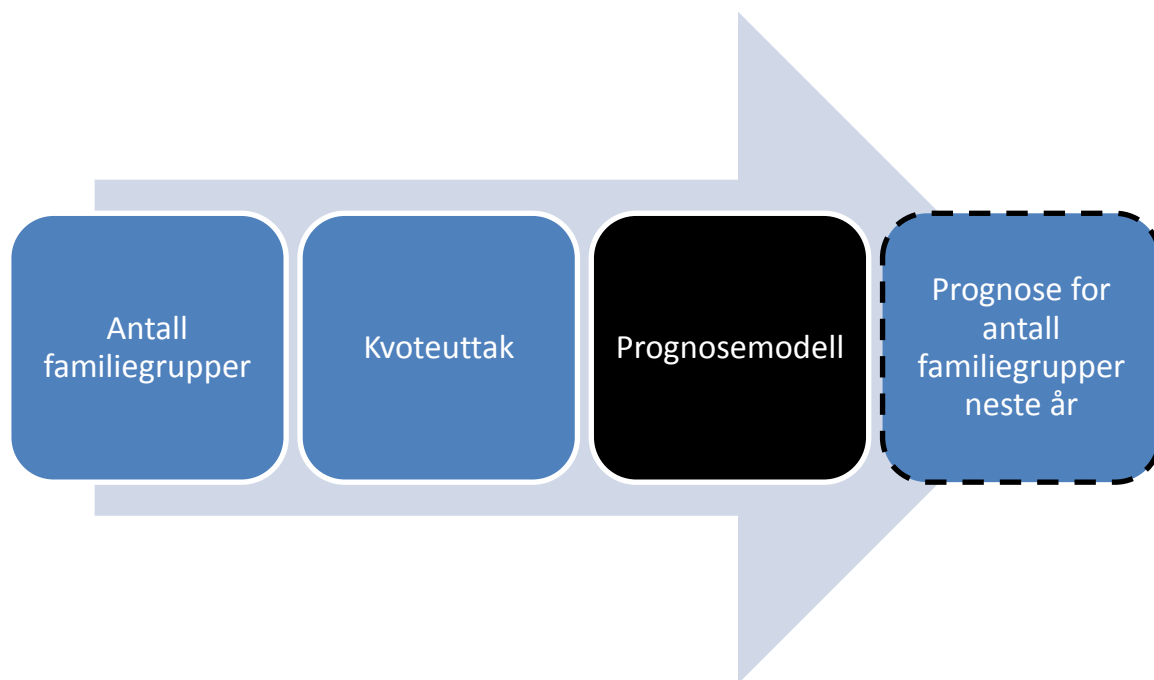 Antall
familiegrupper
Kvoteuttak
Prognosemodell
Prognose for
antall
familiegrupper
neste år